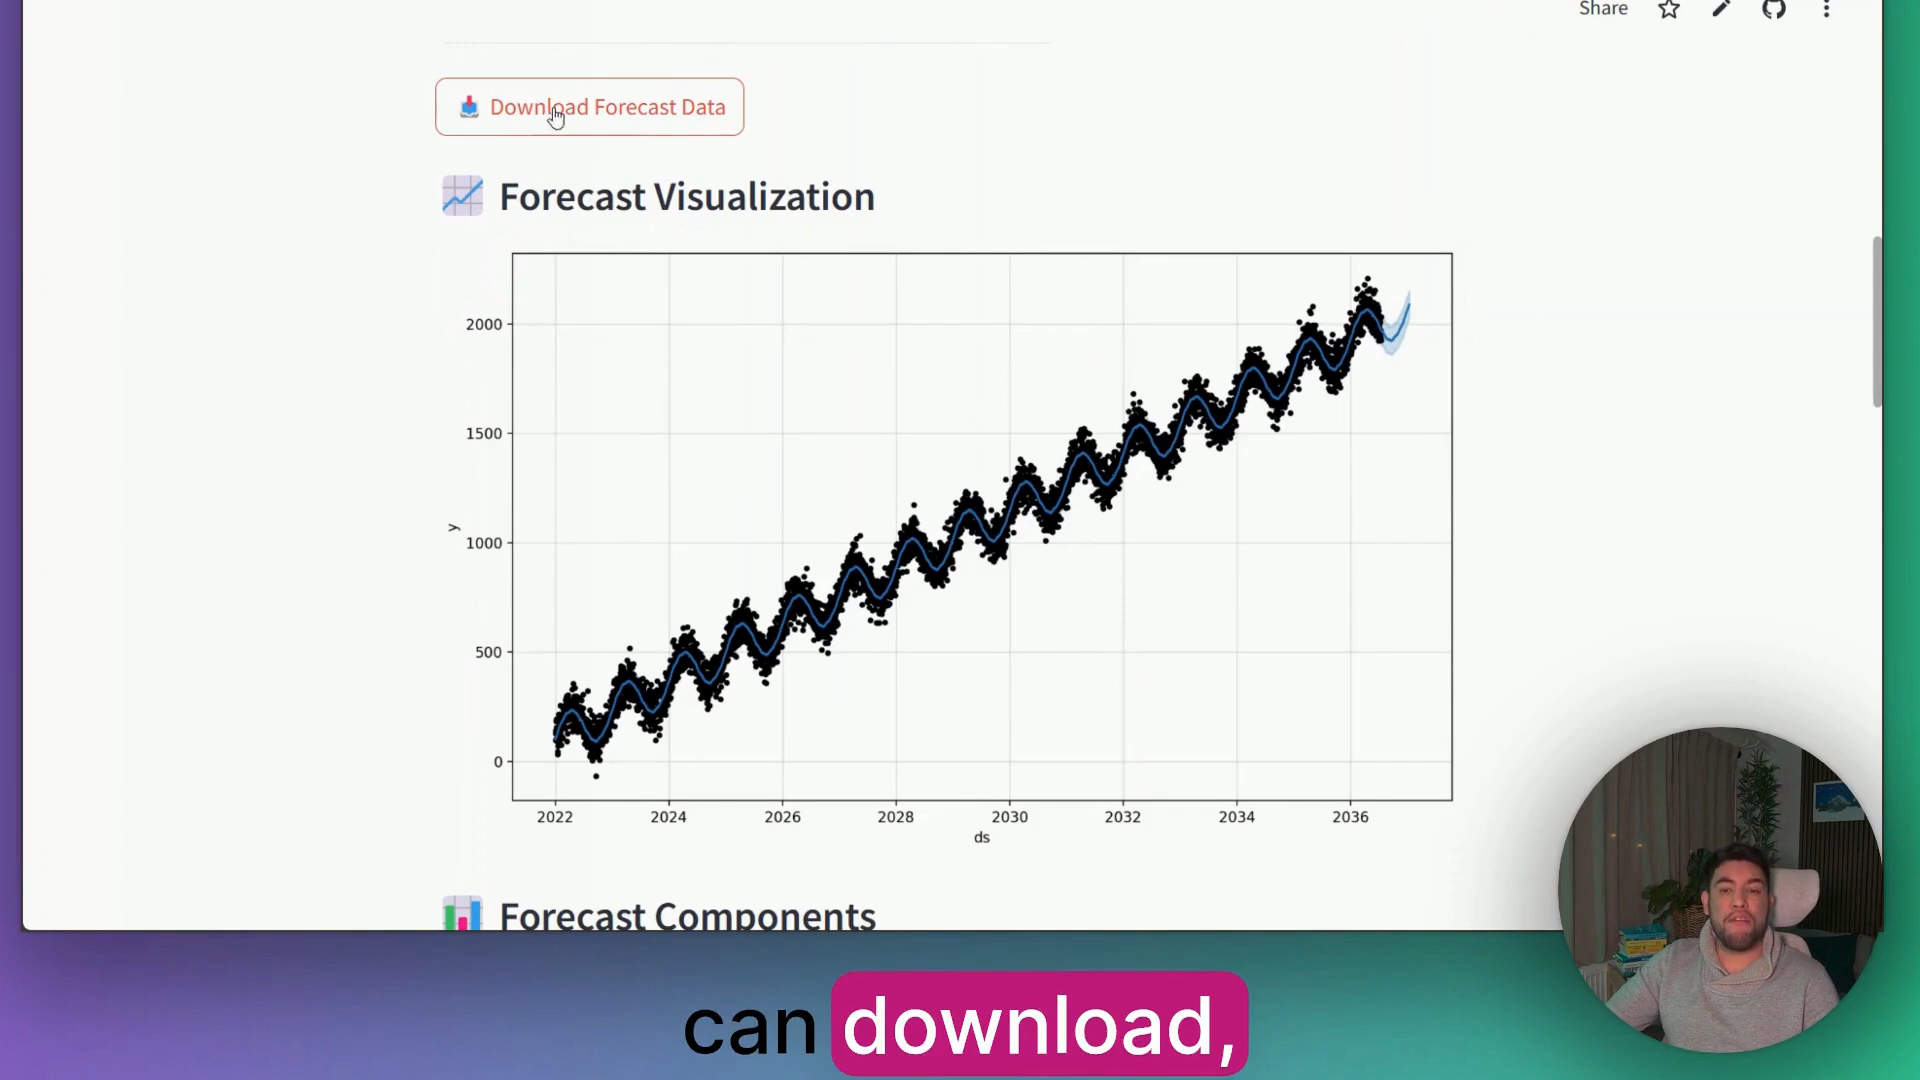 Share
Download Forecast Data
Forecast Visualization
2000
1500
1000
500
0
y
2022 2024 2026 2028 2030 2032 2034 2036
ds
Forecast Components
can download,